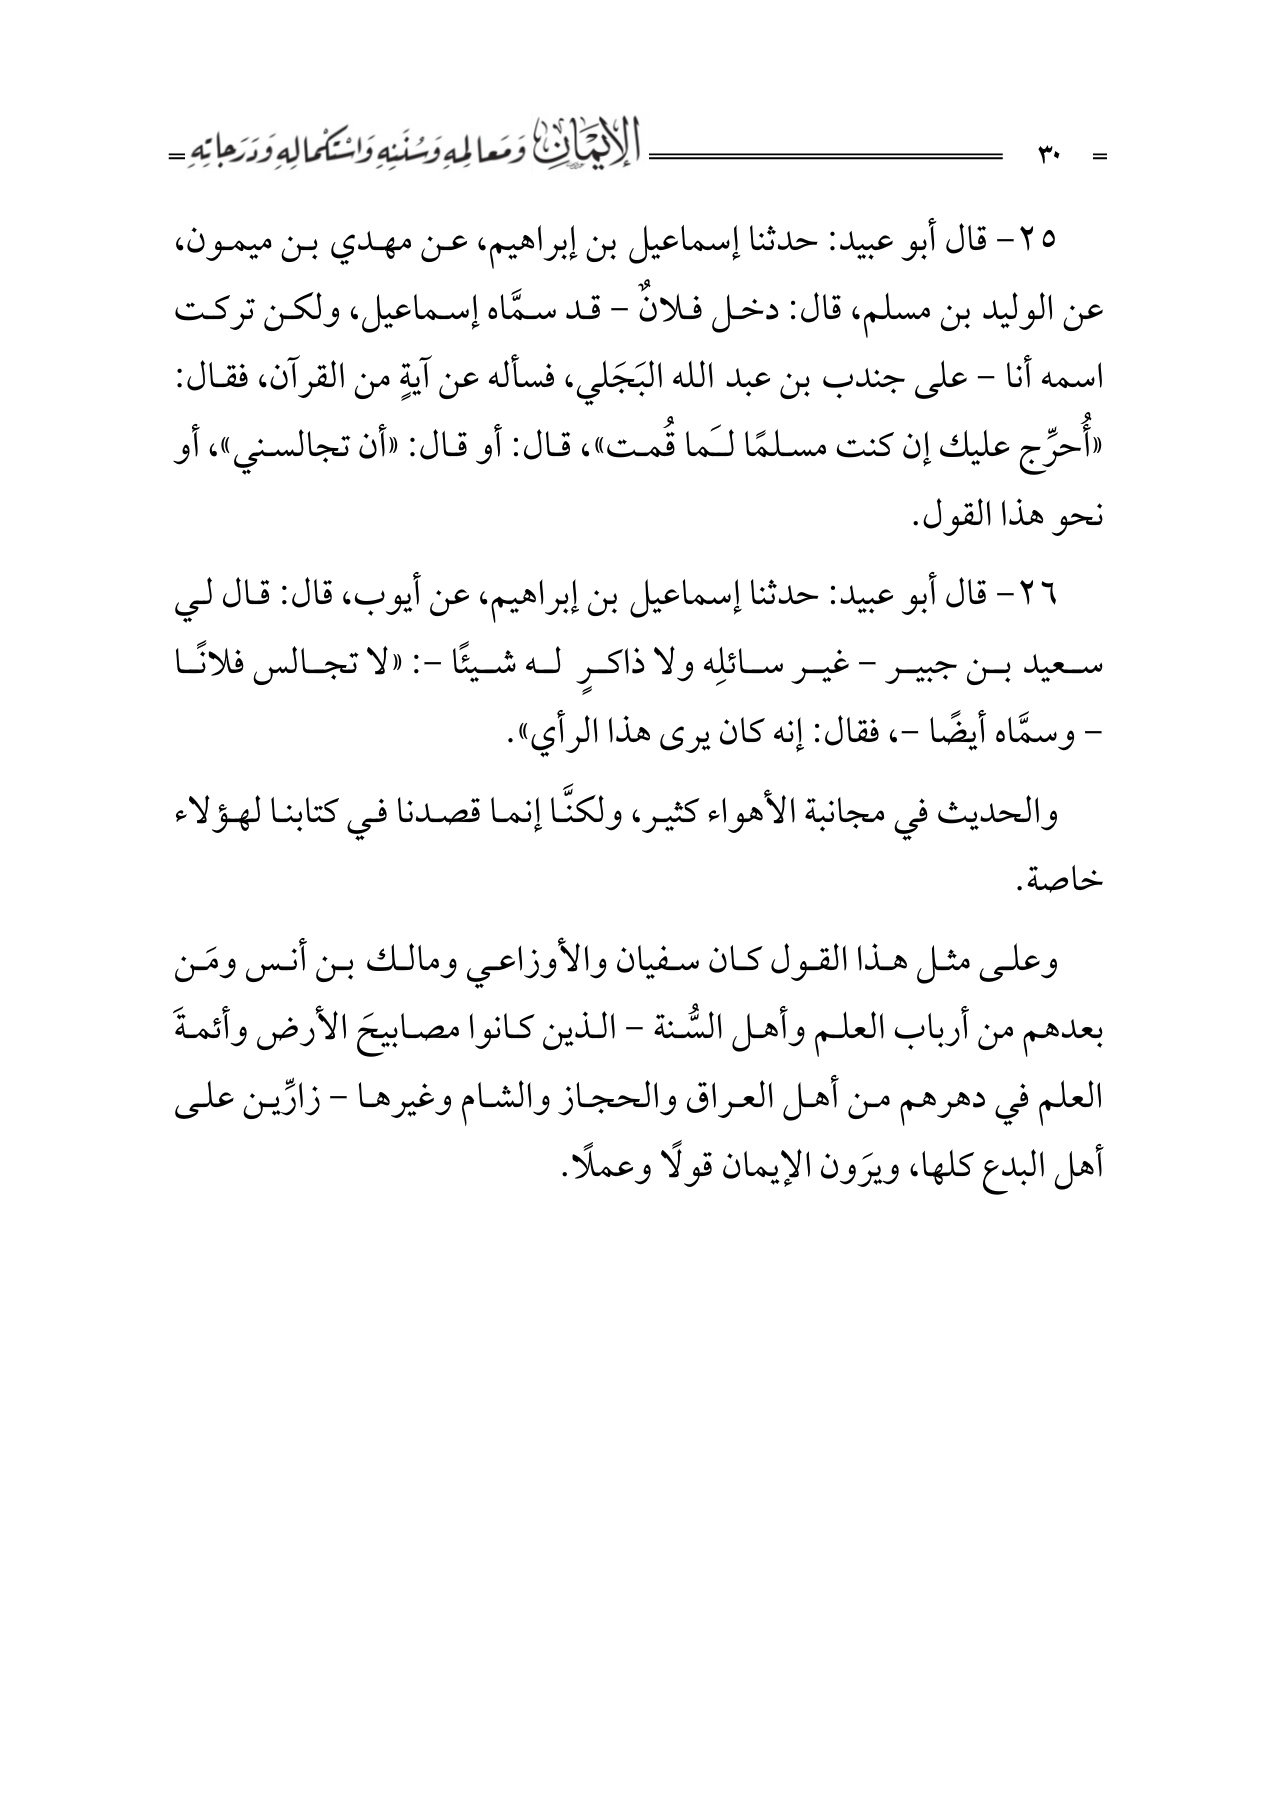 ٣٠ الإيمان ومعالمه وسننه واستكماله ودرجاته
٢٥- قال أبو عبيد: حدثنا إسماعيل بن إبراهيم، عن مهدي بن ميمون،
عن الوليد بن مسلم، قال: دخل فلانٌ – قد سمَّاه إسماعيل، ولكن تركت
اسمه أنا – على جندب بن عبد الله البَجَلي، فسأله عن آيةٍ من القرآن، فقال:
«أُحرِّج عليك إن كنت مسلمًا لَما قُمت»، قال: أو قال: «أن تجالسني»، أو
نحو هذا القول.
٢٦- قال أبو عبيد: حدثنا إسماعيل بن إبراهيم، عن أيوب، قال: قال لي
سعيد بن جبير – غير سائلِه ولا ذاكرٍ له شيئًا –: «لا تجالس فلانًا
– وسمَّاه أيضًا –، فقال: إنه كان يرى هذا الرأي».
والحديث في مجانبة الأهواء كثير، ولكنَّا إنما قصدنا في كتابنا لهؤلاء
خاصة.
وعلى مثل هذا القول كان سفيان والأوزاعي ومالك بن أنس ومَن
بعدهم من أرباب العلم وأهل السُّنة – الذين كانوا مصابيحَ الأرض وأئمةَ
العلم في دهرهم من أهل العراق والحجاز والشام وغيرها – زارِّين على
أهل البدع كلها، ويرَون الإيمان قولًا وعملًا.